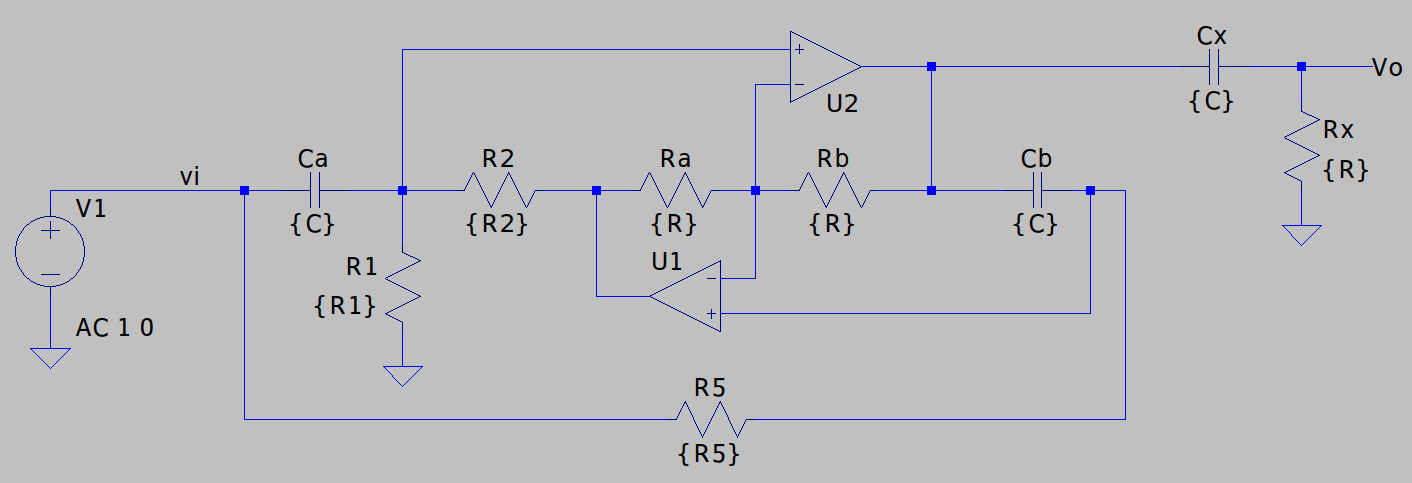 Cx
Vo
{C}
U2
Rx
{R}
vi
Ca
R2
Ra
Rb
Cb
{C}
{R2}
{R}
{R}
{C}
V1
U1
R1
{R1}
AC 1 0
R5
{R5}